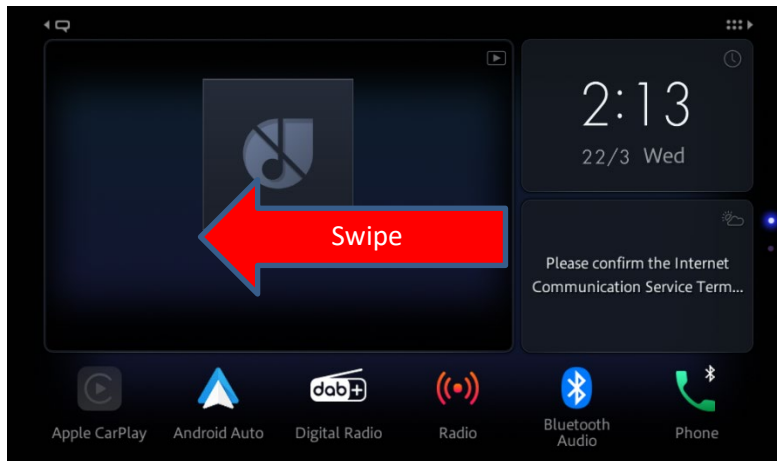 2:13
22/3 Wed
Swipe
Please confirm the Internet
Communication Service Term...
dab+
Apple CarPlay
Android Auto
Digital Radio
Radio
Bluetooth
Audio
Phone